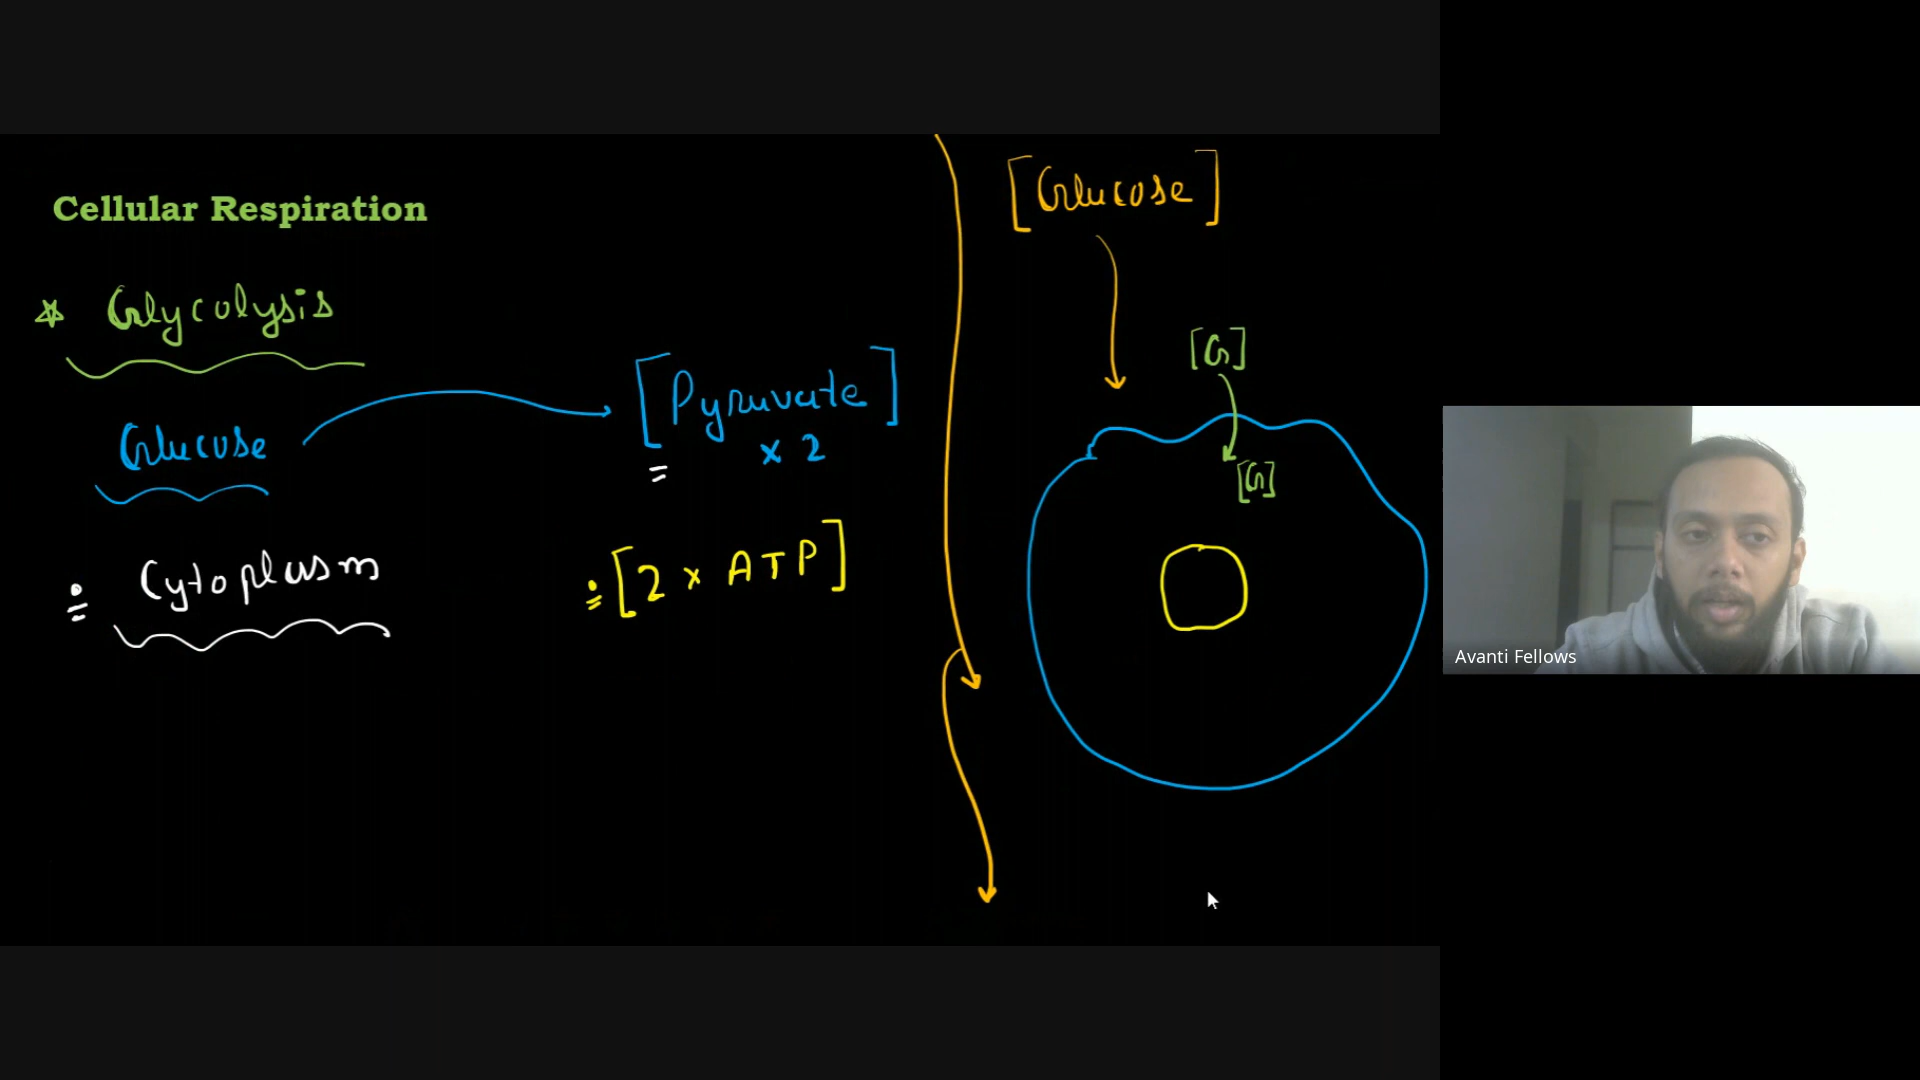 Cellular Respiration
* Glycolysis
Glucose
[Pyruvate]
x 2
Cytoplasm
[2 x ATP]
[Glucose]
[G]
[G]
Avanti Fellows